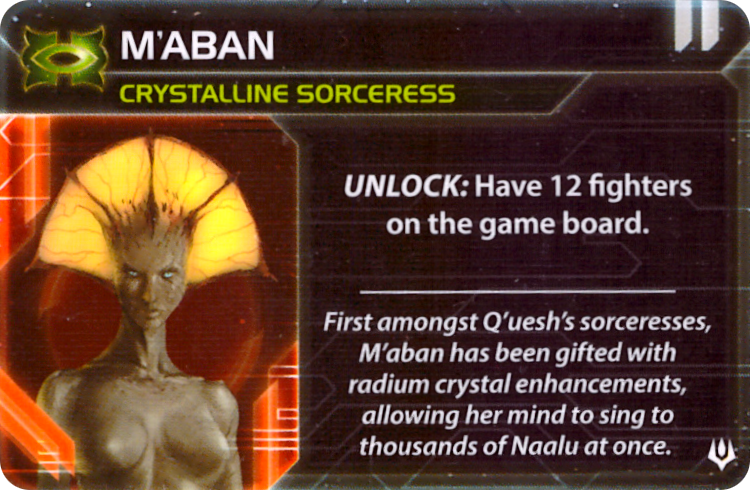 M'ABAN
CRYSTALLINE SORCERESS
UNLOCK: Have 12 fighters
on the game board.
First amongst Q'uesh's sorceresses,
M'aban has been gifted with
radium crystal enhancements,
allowing her mind to sing to
thousands of Naalu at once.